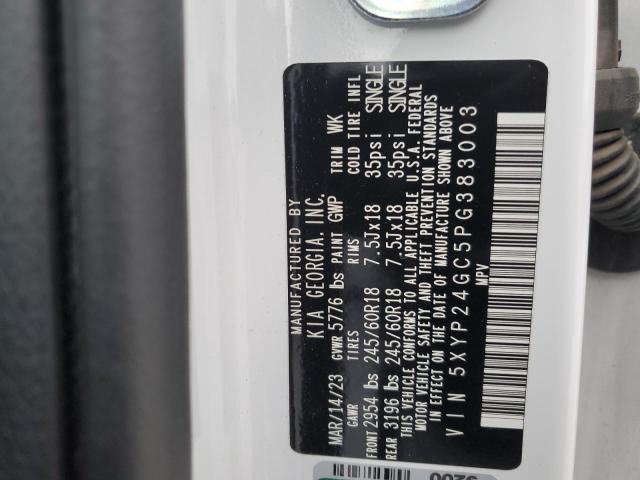 MANUFACTURED BY
KIA GEORGIA, INC.
MAR/14/23 GVWR 5776 lbs PAINT GWP TRIM WK
GAWR TIRES RIMS COLD TIRE INFL
FRONT 2954 lbs 245/60R18 7.5Jx18 35psi SINGLE
REAR 3196 lbs 245/60R18 7.5Jx18 35psi SINGLE
THIS VEHICLE CONFORMS TO ALL APPLICABLE U.S.A. FEDERAL
MOTOR VEHICLE SAFETY AND THEFT PREVENTION STANDARDS
IN EFFECT ON THE DATE OF MANUFACTURE SHOWN ABOVE
VIN 5XYP24GC5PG383003
MPV